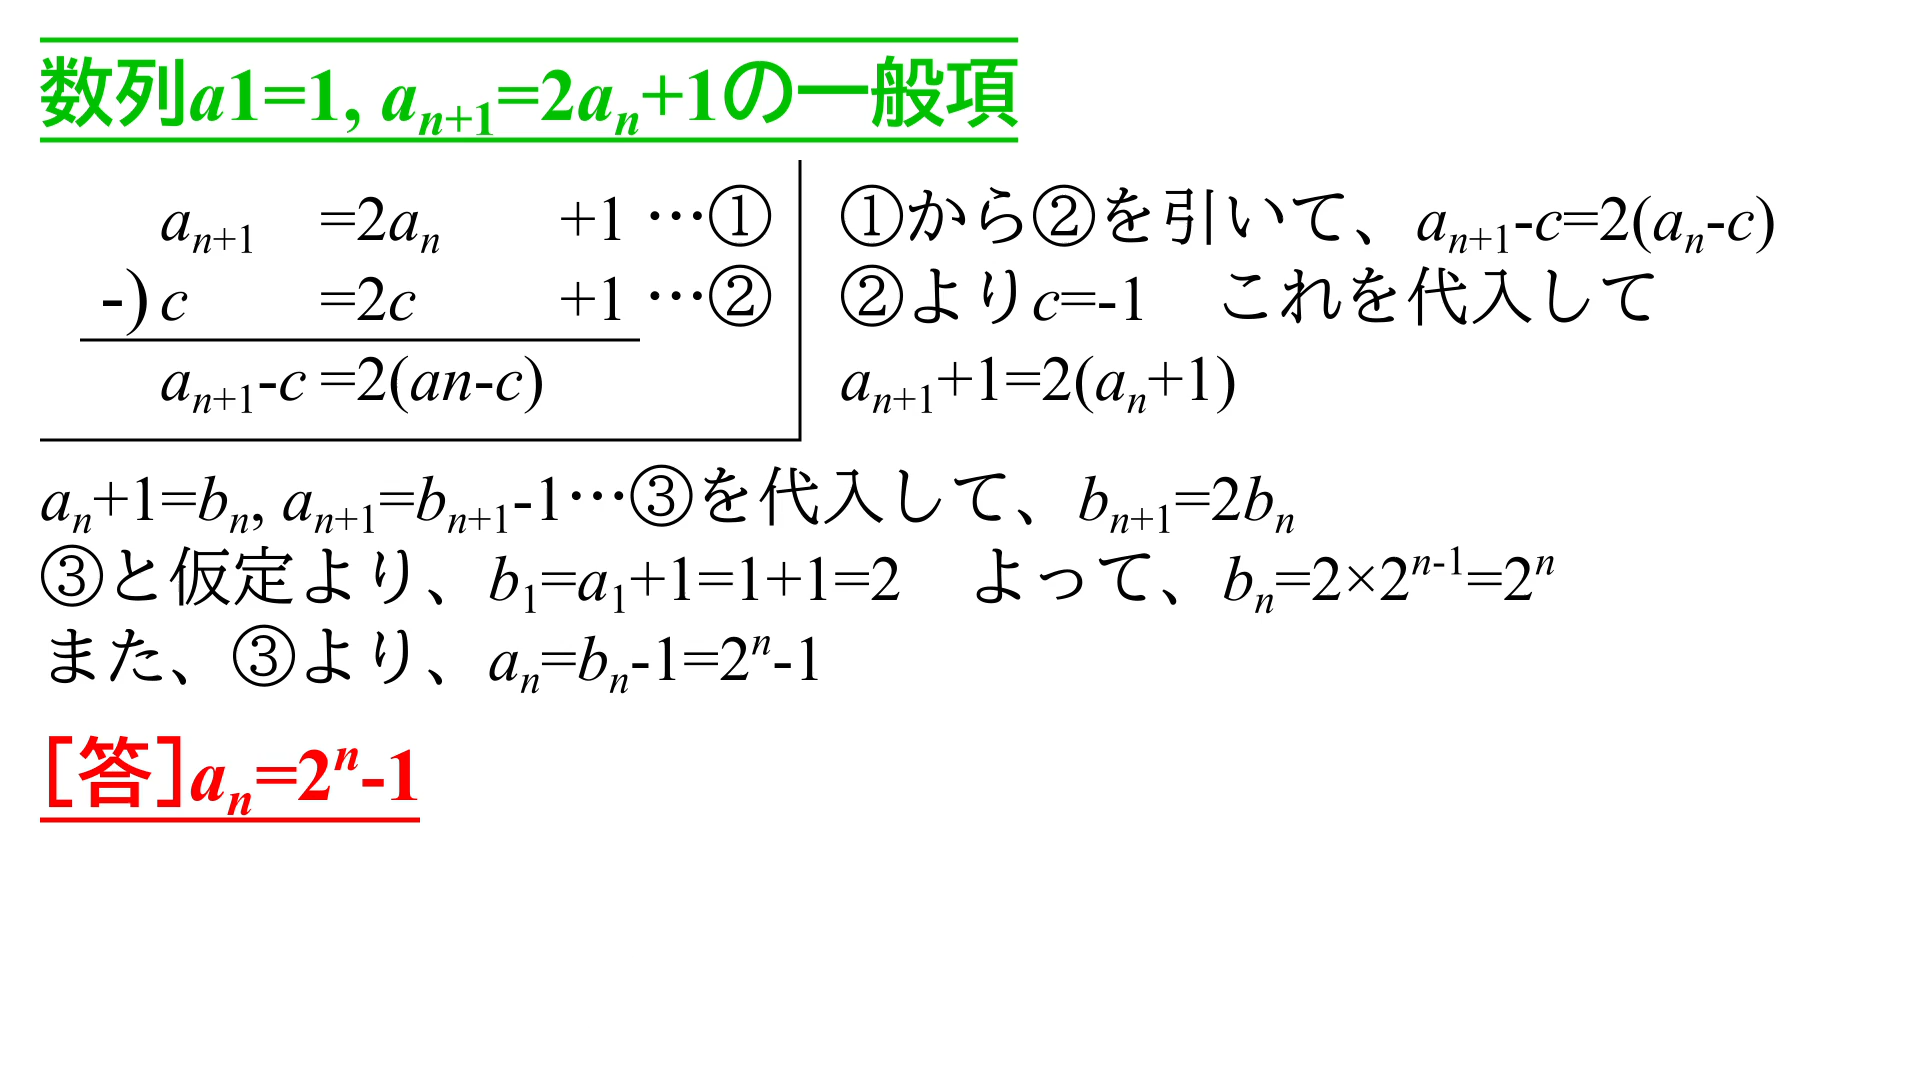 数列a1=1, aₙ₊₁=2aₙ+1の一般項
aₙ₊₁ =2aₙ +1 …①
-) c =2c +1 …②
aₙ₊₁-c =2(an-c)
①から②を引いて、aₙ₊₁-c=2(aₙ-c)
②よりc=-1　これを代入して
aₙ₊₁+1=2(aₙ+1)
aₙ+1=bₙ, aₙ₊₁=bₙ₊₁-1…③を代入して、bₙ₊₁=2bₙ
③と仮定より、b₁=a₁+1=1+1=2　よって、bₙ=2×2ⁿ⁻¹=2ⁿ
また、③より、aₙ=bₙ-1=2ⁿ-1
［答］aₙ=2ⁿ-1